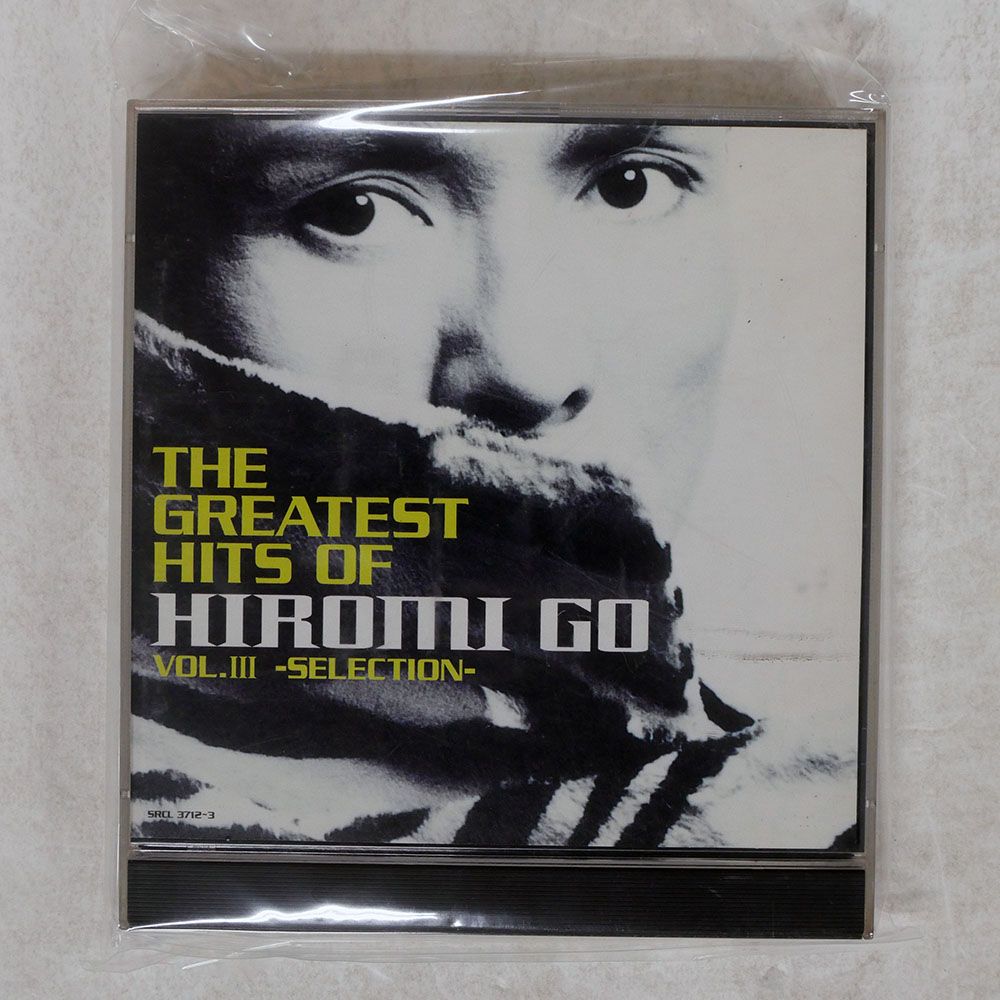 THE
GREATEST
HITS OF
HIROMI GO
VOL.III -SELECTION-
SRCL 3712~3